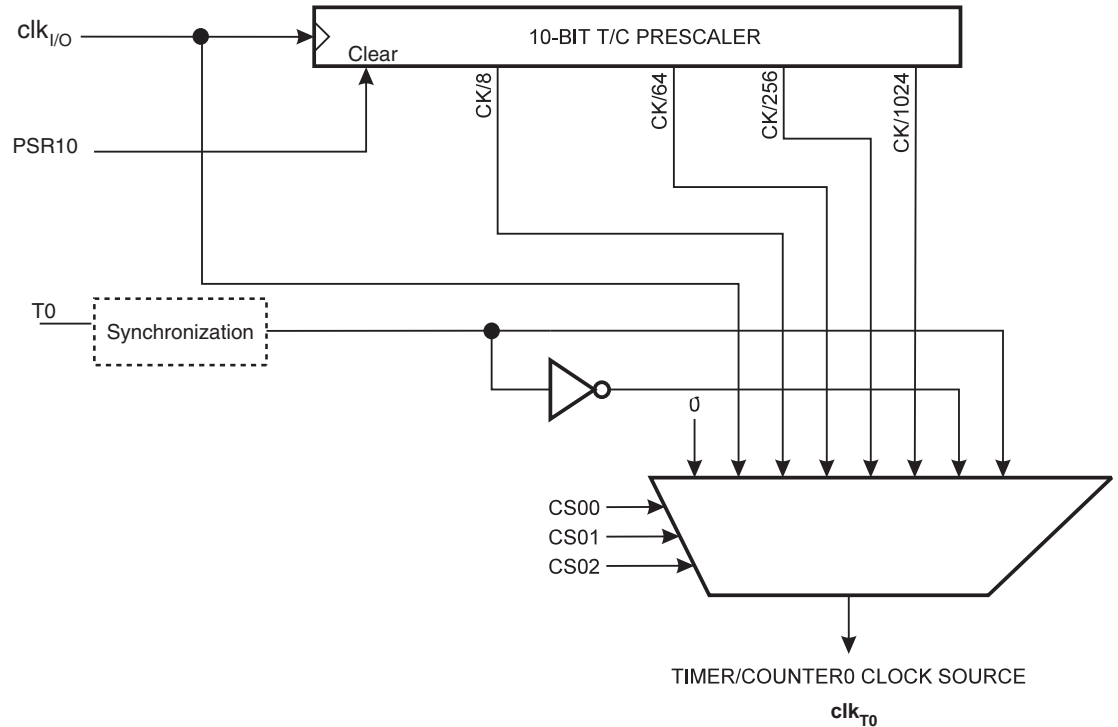 clkI/O
10-BIT T/C PRESCALER
Clear
CK/8
CK/64
CK/256
CK/1024
PSR10
T0
Synchronization
0
CS00
CS01
CS02
TIMER/COUNTER0 CLOCK SOURCE
clkT0